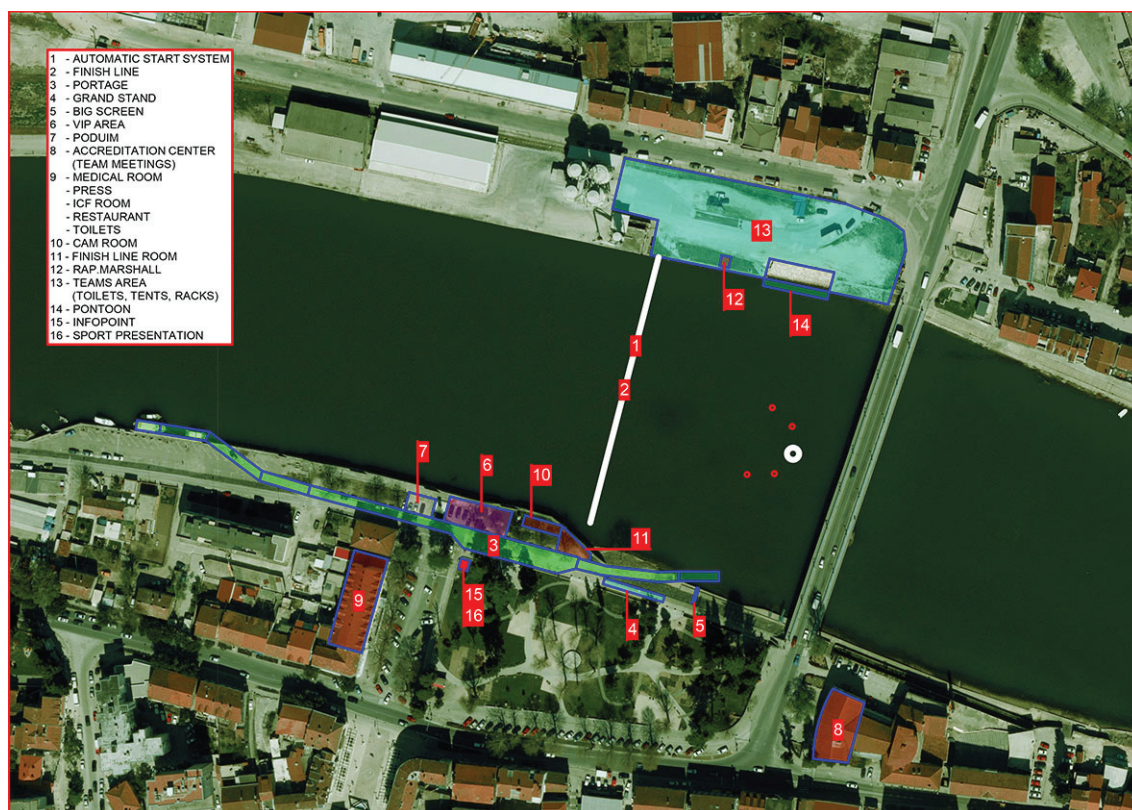 1 - AUTOMATIC START SYSTEM
2 - FINISH LINE
3 - PORTAGE
4 - GRAND STAND
5 - BIG SCREEN
6 - VIP AREA
7 - PODUIM
8 - ACCREDITATION CENTER
(TEAM MEETINGS)
9 - MEDICAL ROOM
- PRESS
- ICF ROOM
- RESTAURANT
- TOILETS
10 - CAM ROOM
11 - FINISH LINE ROOM
12 - RAP.MARSHALL
13 - TEAMS AREA
(TOILETS, TENTS, RACKS)
14 - PONTOON
15 - INFOPOINT
16 - SPORT PRESENTATION
13
12
14
1
2
7
6
10
3
11
15
16
9
4
5
8